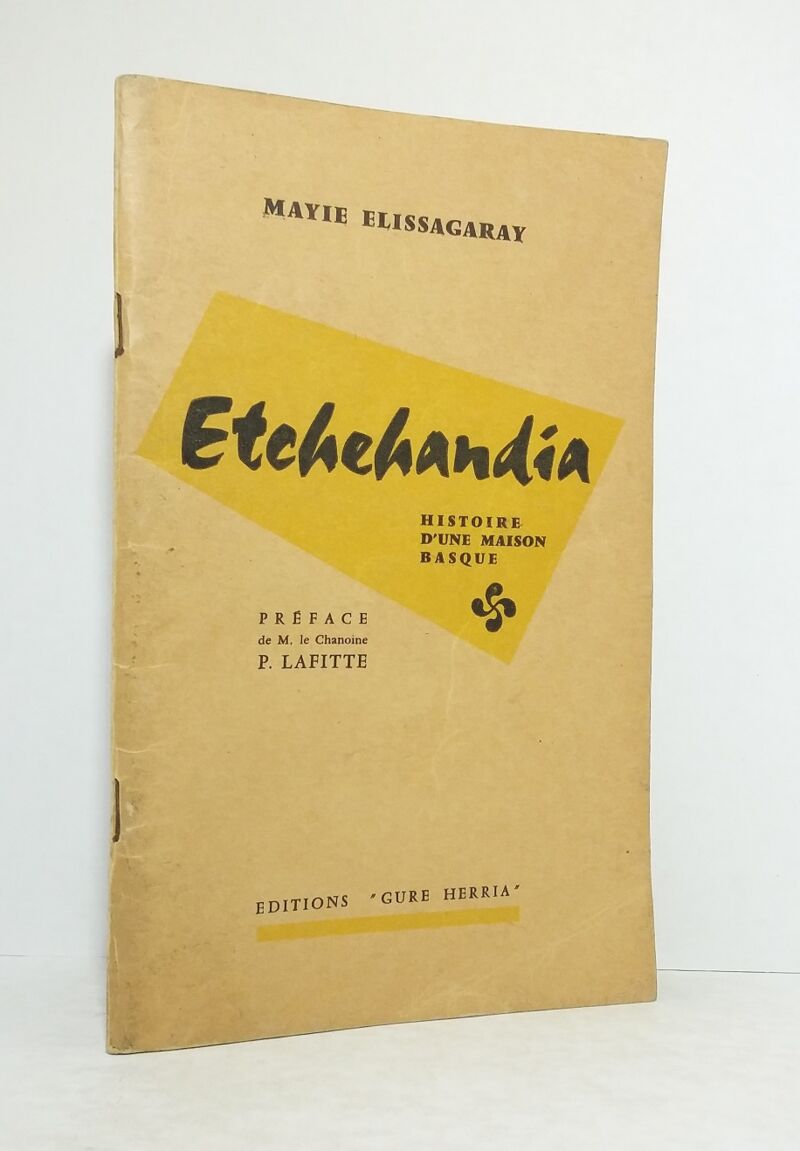 MAYIE ELISSAGARAY
Etchehandia
HISTOIRE
D'UNE MAISON
BASQUE
PRÉFACE
de M. le Chanoine
P. LAFITTE
EDITIONS "GURE HERRIA"